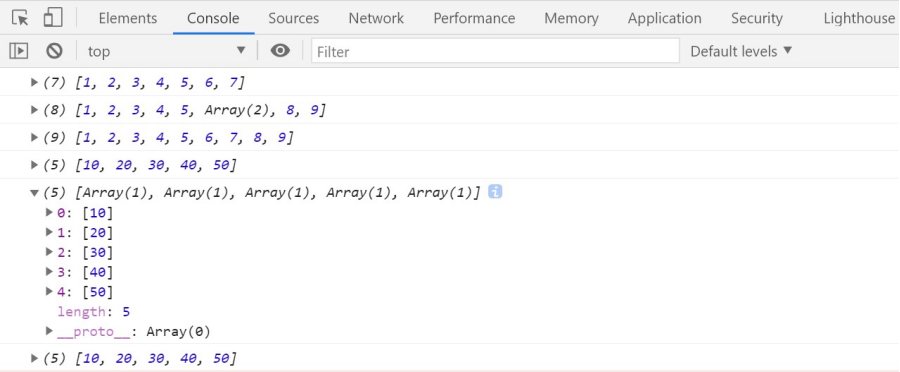 Elements Console Sources Network Performance Memory Application Security Lighthouse
top Filter Default levels
(7) [1, 2, 3, 4, 5, 6, 7]
(8) [1, 2, 3, 4, 5, Array(2), 8, 9]
(9) [1, 2, 3, 4, 5, 6, 7, 8, 9]
(5) [10, 20, 30, 40, 50]
(5) [Array(1), Array(1), Array(1), Array(1), Array(1)] i
0: [10]
1: [20]
2: [30]
3: [40]
4: [50]
length: 5
__proto__: Array(0)
(5) [10, 20, 30, 40, 50]